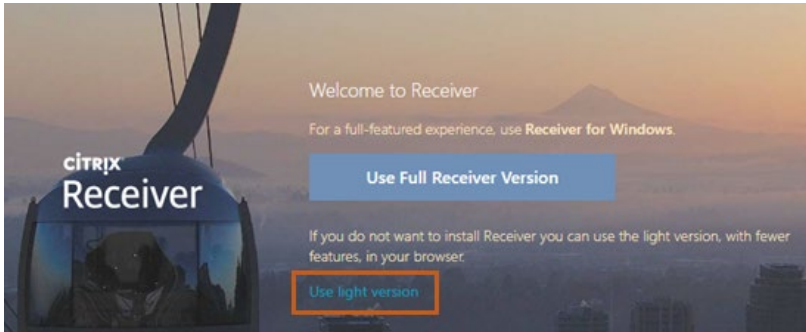 Welcome to Receiver
For a full-featured experience, use Receiver for Windows.
CİTRIX
Receiver
Use Full Receiver Version
If you do not want to install Receiver you can use the light version, with fewer
features, in your browser.
Use light version